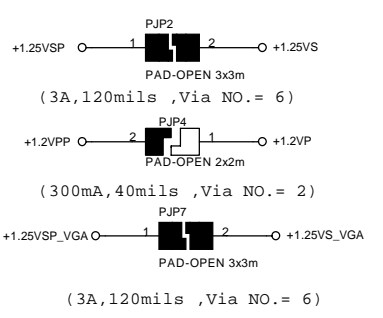 PJP2
+1.25VSP 1 2 +1.25VS
PAD-OPEN 3x3m
(3A,120mils ,Via NO.= 6)
PJP4
+1.2VPP 2 1 +1.2VP
PAD-OPEN 2x2m
(300mA,40mils ,Via NO.= 2)
PJP7
+1.25VSP_VGA 1 2 +1.25VS_VGA
PAD-OPEN 3x3m
(3A,120mils ,Via NO.= 6)